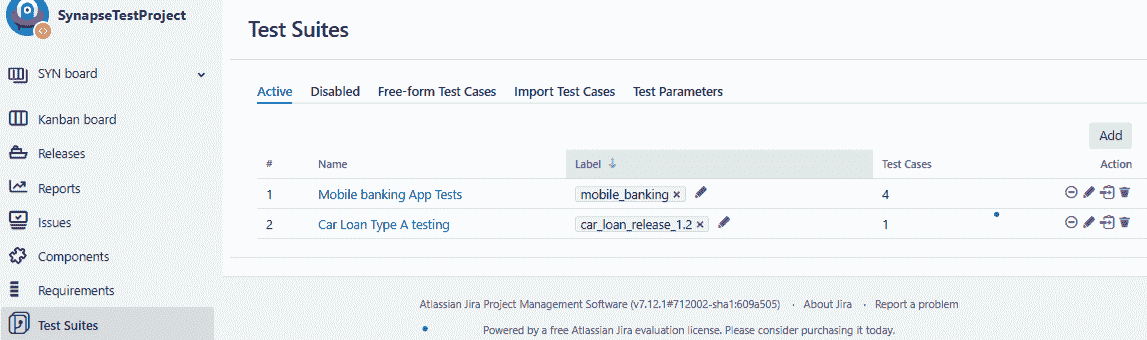 SynapseTestProject
SYN board
Kanban board
Releases
Reports
Issues
Components
Requirements
Test Suites
Test Suites
Active Disabled Free-form Test Cases Import Test Cases Test Parameters
Add
# Name Label ↓ Test Cases Action
1 Mobile banking App Tests mobile_banking × 4
2 Car Loan Type A testing car_loan_release_1.2 × 1
Atlassian Jira Project Management Software (v7.12.1#712002-sha1:609a505) · About Jira · Report a problem
Powered by a free Atlassian Jira evaluation license. Please consider purchasing it today.